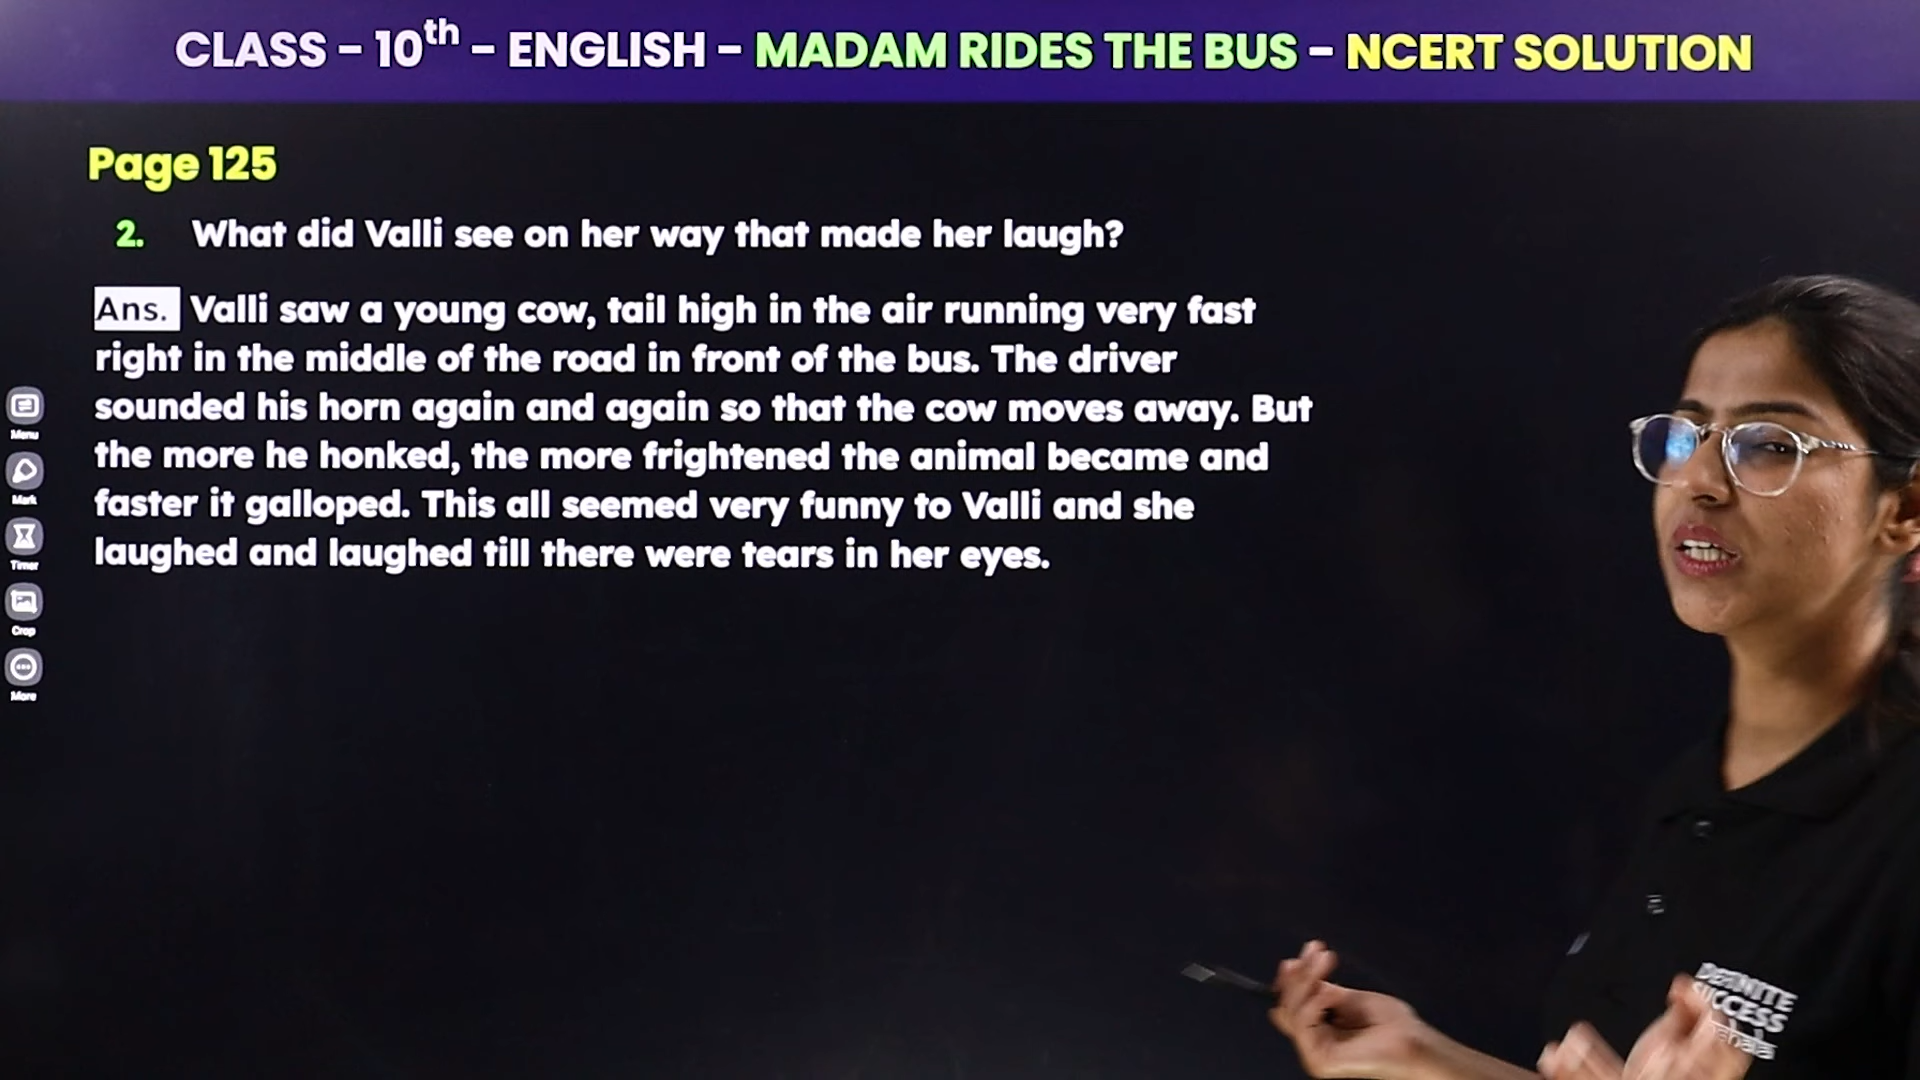 CLASS – 10th – ENGLISH – MADAM RIDES THE BUS – NCERT SOLUTION
Page 125
2. What did Valli see on her way that made her laugh?
Ans. Valli saw a young cow, tail high in the air running very fast
right in the middle of the road in front of the bus. The driver
sounded his horn again and again so that the cow moves away. But
the more he honked, the more frightened the animal became and
faster it galloped. This all seemed very funny to Valli and she
laughed and laughed till there were tears in her eyes.
Menu
Mark
Timer
Crop
More
DEFINITE
SUCCESS